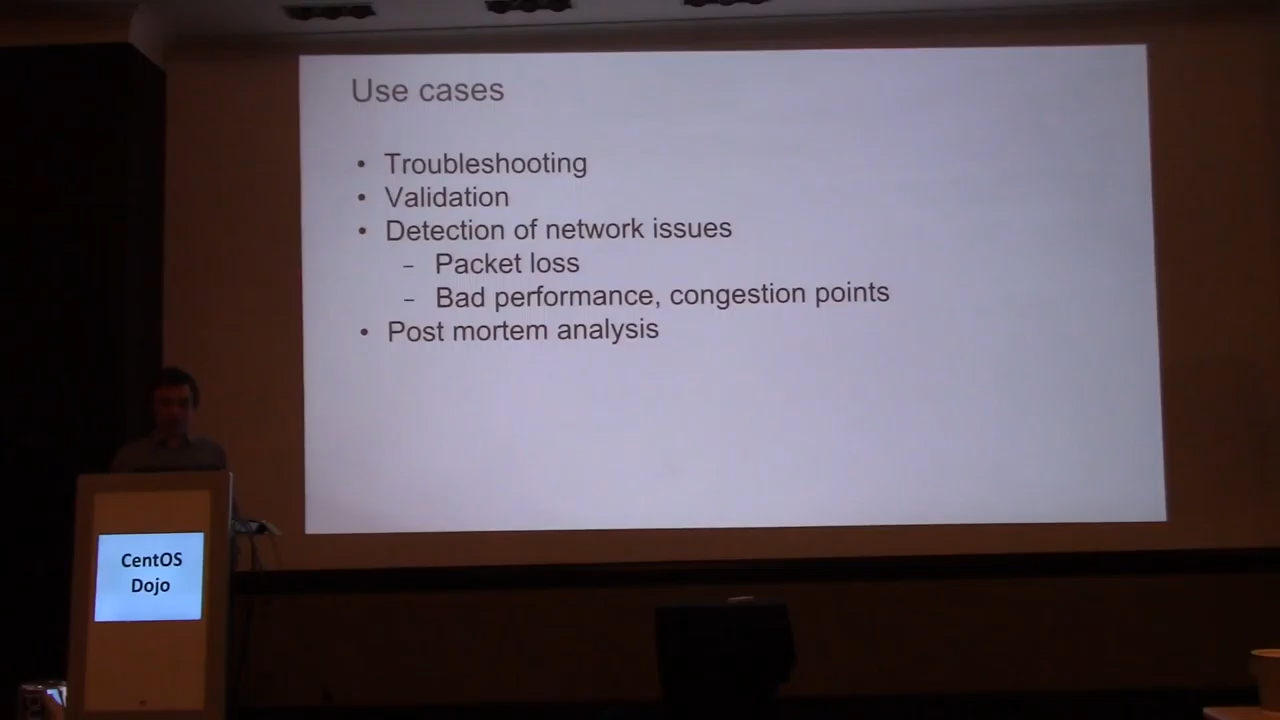 Use cases
• Troubleshooting
• Validation
• Detection of network issues
– Packet loss
– Bad performance, congestion points
• Post mortem analysis
CentOS
Dojo